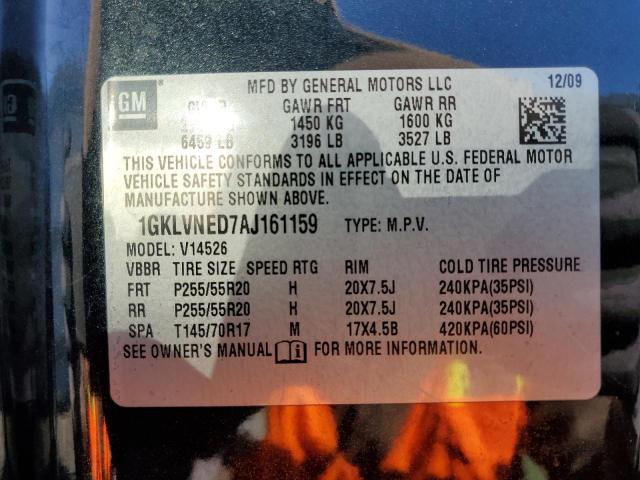 GM
MFD BY GENERAL MOTORS LLC 12/09
GAWR FRT GAWR RR
1450 KG 1600 KG
6459 LB 3196 LB 3527 LB
THIS VEHICLE CONFORMS TO ALL APPLICABLE U.S. FEDERAL MOTOR
VEHICLE SAFETY STANDARDS IN EFFECT ON THE DATE OF
MANUFACTURE SHOWN ABOVE.
1GKLVNED7AJ161159 TYPE: M.P.V.
MODEL: V14526
VBBR TIRE SIZE SPEED RTG RIM COLD TIRE PRESSURE
FRT P255/55R20 H 20X7.5J 240KPA(35PSI)
RR P255/55R20 H 20X7.5J 240KPA(35PSI)
SPA T145/70R17 M 17X4.5B 420KPA(60PSI)
SEE OWNER'S MANUAL FOR MORE INFORMATION.